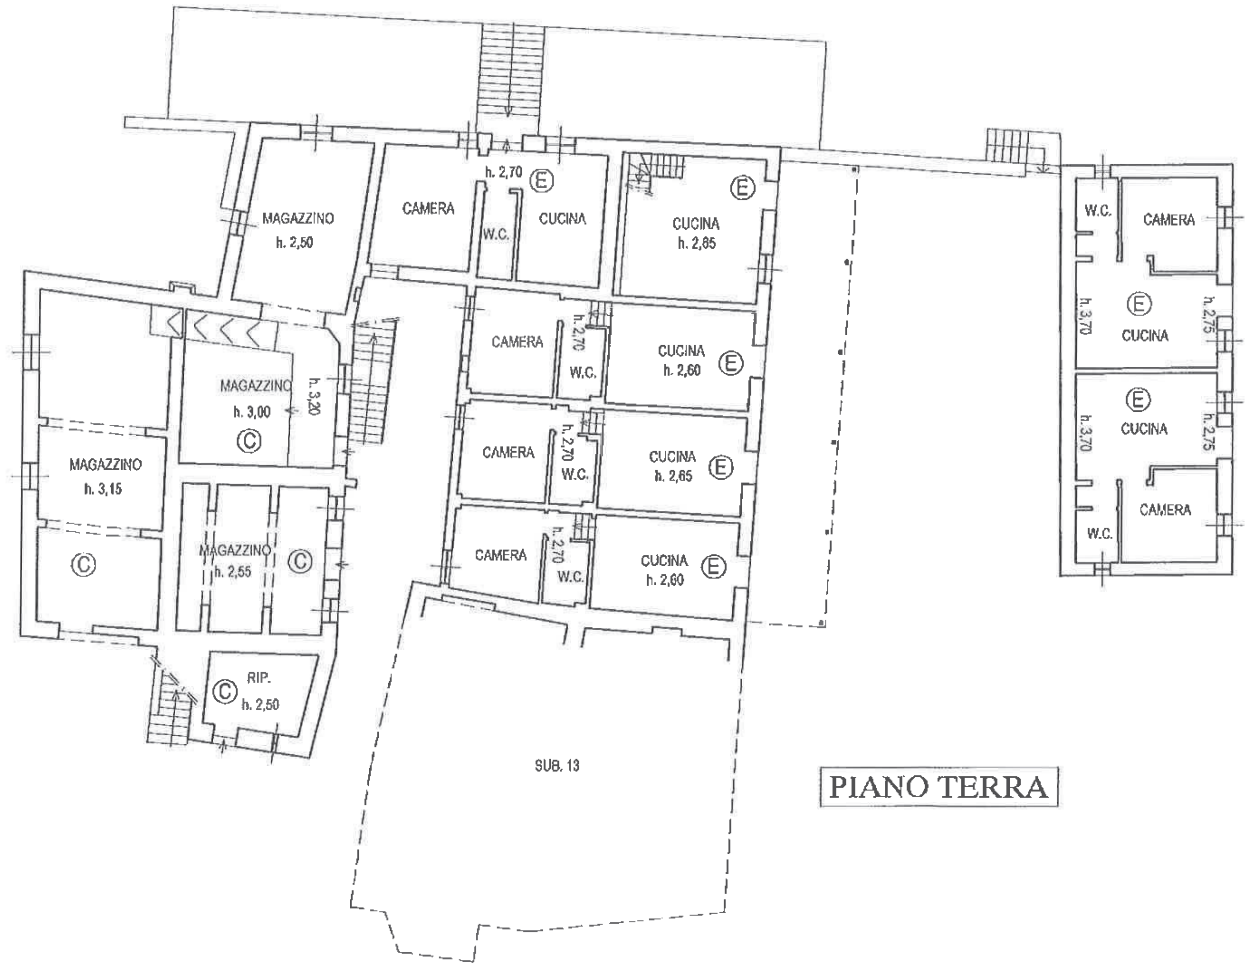 h. 2,70
E
E
CAMERA
CUCINA
W.C.
MAGAZZINO
h. 2,50
CUCINA
h. 2,65
W.C.
CAMERA
h. 3,70
E
h. 2,75
CUCINA
CAMERA
h. 2,70
W.C.
CUCINA
h. 2,60
E
MAGAZZINO
h. 3,00
h. 3,20
C
h. 3,70
E
h. 2,75
CUCINA
CAMERA
h. 2,70
W.C.
CUCINA
h. 2,65
E
MAGAZZINO
h. 3,15
C
CAMERA
W.C.
MAGAZZINO
h. 2,55
C
CAMERA
h. 2,70
W.C.
CUCINA
h. 2,60
E
RIP.
h. 2,50
C
SUB. 13
PIANO TERRA